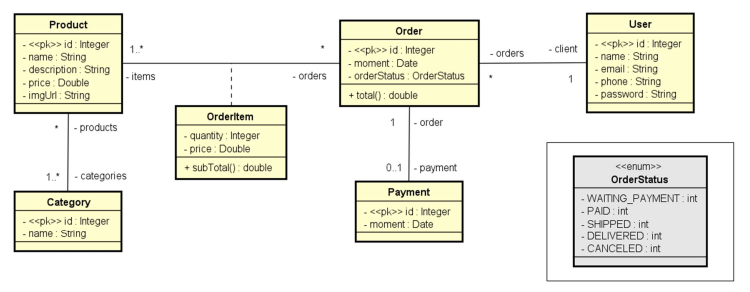 Product
- <<pk>> id : Integer
- name : String
- description : String
- price : Double
- imgUrl : String
1..*
*
- items
- orders
Order
- <<pk>> id : Integer
- moment : Date
- orderStatus : OrderStatus
+ total() : double
- orders
- client
*
1
User
- <<pk>> id : Integer
- name : String
- email : String
- phone : String
- password : String
OrderItem
- quantity : Integer
- price : Double
+ subTotal() : double
* - products
1..* - categories
1 - order
0..1 - payment
Category
- <<pk>> id : Integer
- name : String
Payment
- <<pk>> id : Integer
- moment : Date
<<enum>>
OrderStatus
- WAITING_PAYMENT : int
- PAID : int
- SHIPPED : int
- DELIVERED : int
- CANCELED : int